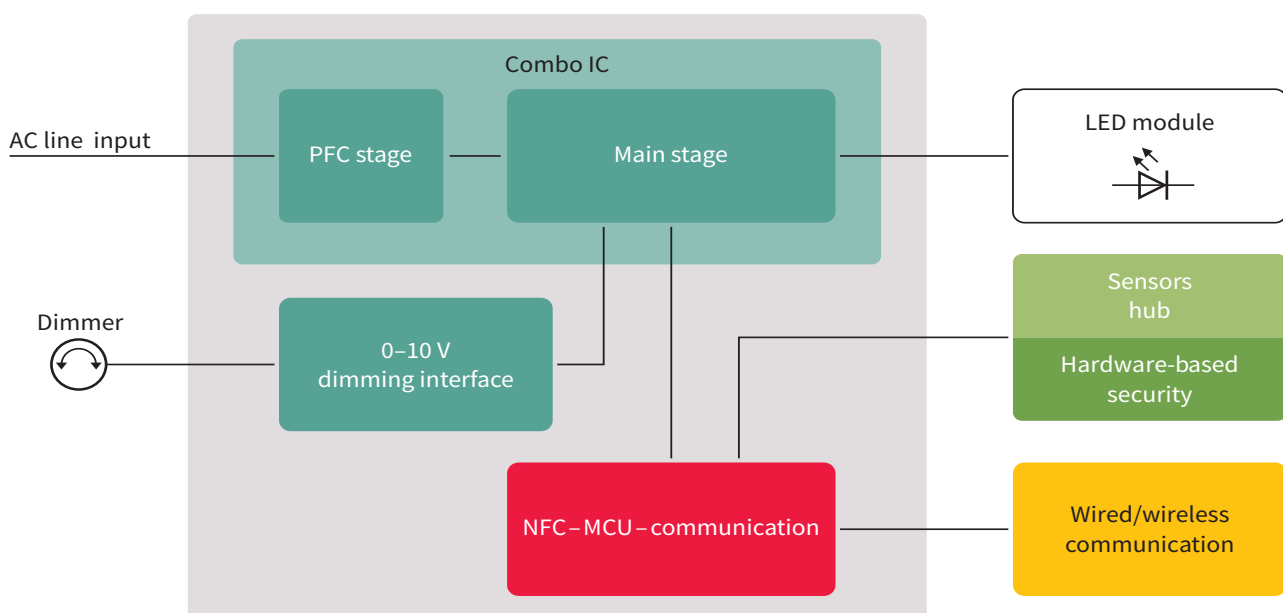 Combo IC
AC line input
PFC stage
Main stage
LED module
Sensors
hub
Dimmer
0–10 V
dimming interface
Hardware-based
security
NFC–MCU–communication
Wired/wireless
communication